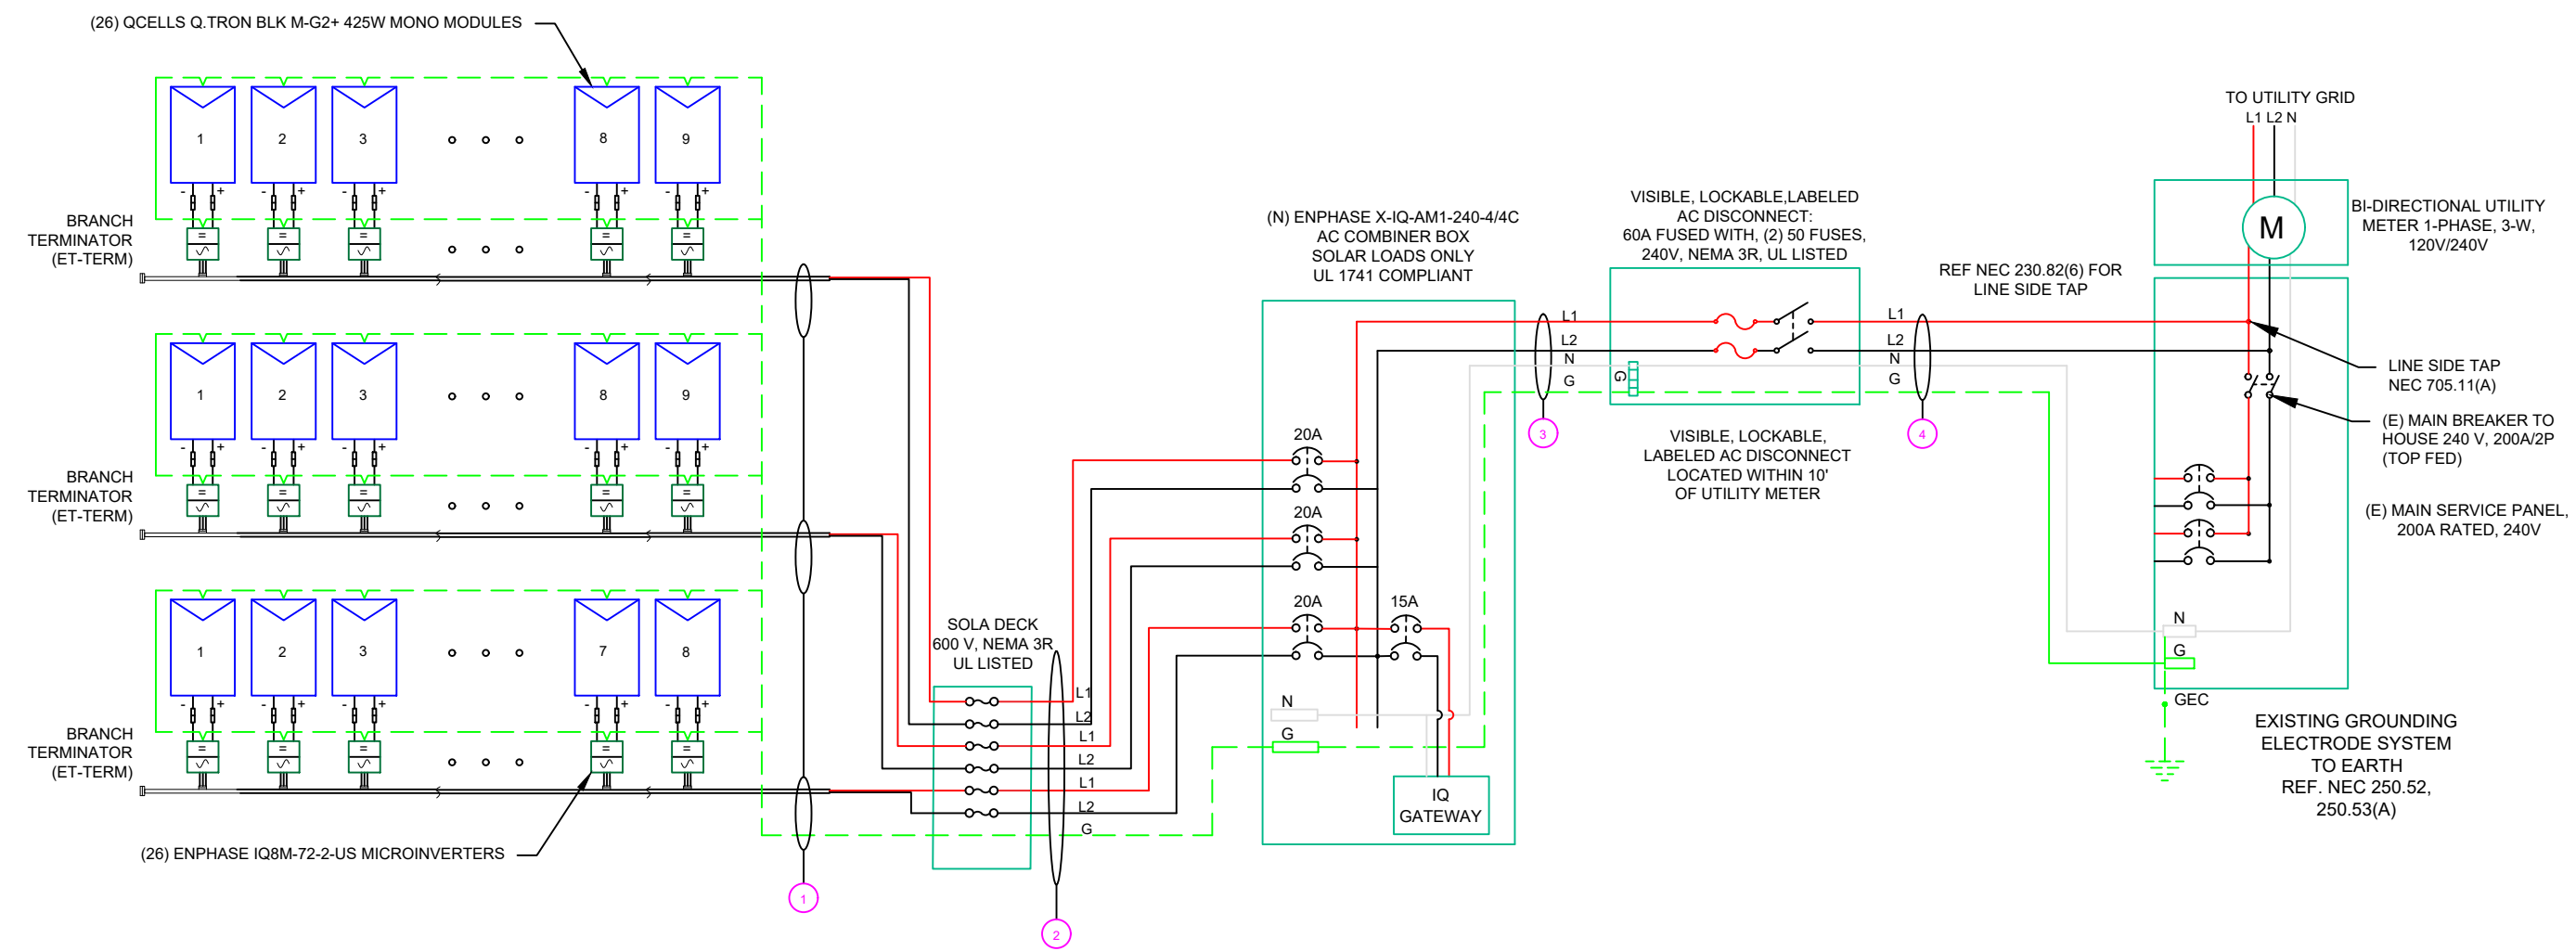 (26) QCELLS Q.TRON BLK M-G2+ 425W MONO MODULES
1
2
3
8
9
- +
- +
- +
- +
- +
BRANCH
TERMINATOR
(ET-TERM)
=
=
=
=
=
1
2
3
8
9
- +
- +
- +
- +
- +
BRANCH
TERMINATOR
(ET-TERM)
=
=
=
=
=
1
2
3
7
8
- +
- +
- +
- +
- +
BRANCH
TERMINATOR
(ET-TERM)
=
=
=
=
=
(26) ENPHASE IQ8M-72-2-US MICROINVERTERS
1
SOLA DECK
600 V, NEMA 3R
UL LISTED
L1
L2
L1
L2
L1
L2
G
2
(N) ENPHASE X-IQ-AM1-240-4/4C
AC COMBINER BOX
SOLAR LOADS ONLY
UL 1741 COMPLIANT
20A
20A
20A
15A
N
G
IQ
GATEWAY
L1
L2
N
G
3
VISIBLE, LOCKABLE,LABELED
AC DISCONNECT:
60A FUSED WITH, (2) 50 FUSES,
240V, NEMA 3R, UL LISTED
G
VISIBLE, LOCKABLE,
LABELED AC DISCONNECT
LOCATED WITHIN 10'
OF UTILITY METER
REF NEC 230.82(6) FOR
LINE SIDE TAP
L1
L2
N
G
4
TO UTILITY GRID
L1 L2 N
M
BI-DIRECTIONAL UTILITY
METER 1-PHASE, 3-W,
120V/240V
LINE SIDE TAP
NEC 705.11(A)
(E) MAIN BREAKER TO
HOUSE 240 V, 200A/2P
(TOP FED)
(E) MAIN SERVICE PANEL,
200A RATED, 240V
N
G
GEC
EXISTING GROUNDING
ELECTRODE SYSTEM
TO EARTH
REF. NEC 250.52,
250.53(A)